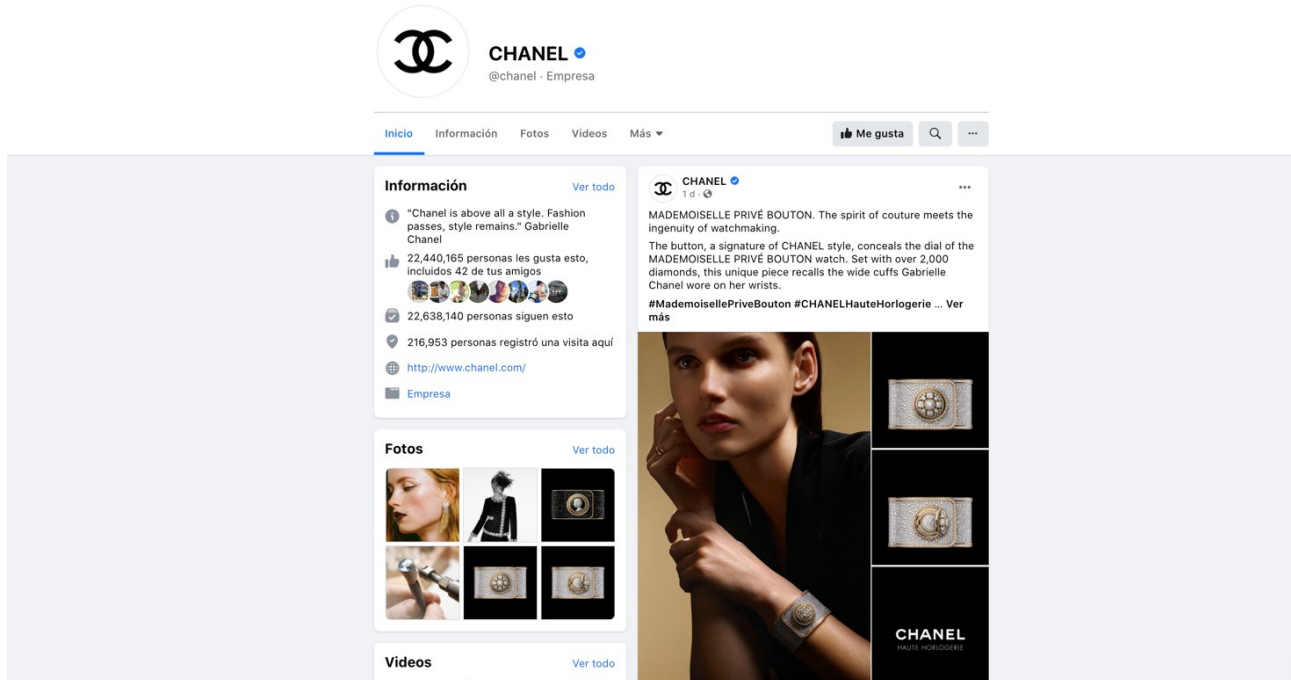 CHANEL
@chanel · Empresa
Inicio Información Fotos Videos Más
Me gusta
Información Ver todo
"Chanel is above all a style. Fashion
passes, style remains." Gabrielle
Chanel
22,440,165 personas les gusta esto,
incluidos 42 de tus amigos
22,638,140 personas siguen esto
216,953 personas registró una visita aquí
http://www.chanel.com/
Empresa
Fotos Ver todo
Videos Ver todo
CHANEL
1 d ·
MADEMOISELLE PRIVÉ BOUTON. The spirit of couture meets the
ingenuity of watchmaking.
The button, a signature of CHANEL style, conceals the dial of the
MADEMOISELLE PRIVÉ BOUTON watch. Set with over 2,000
diamonds, this unique piece recalls the wide cuffs Gabrielle
Chanel wore on her wrists.
#MademoisellePriveBouton #CHANELHauteHorlogerie ... Ver
más
CHANEL
HAUTE HORLOGERIE